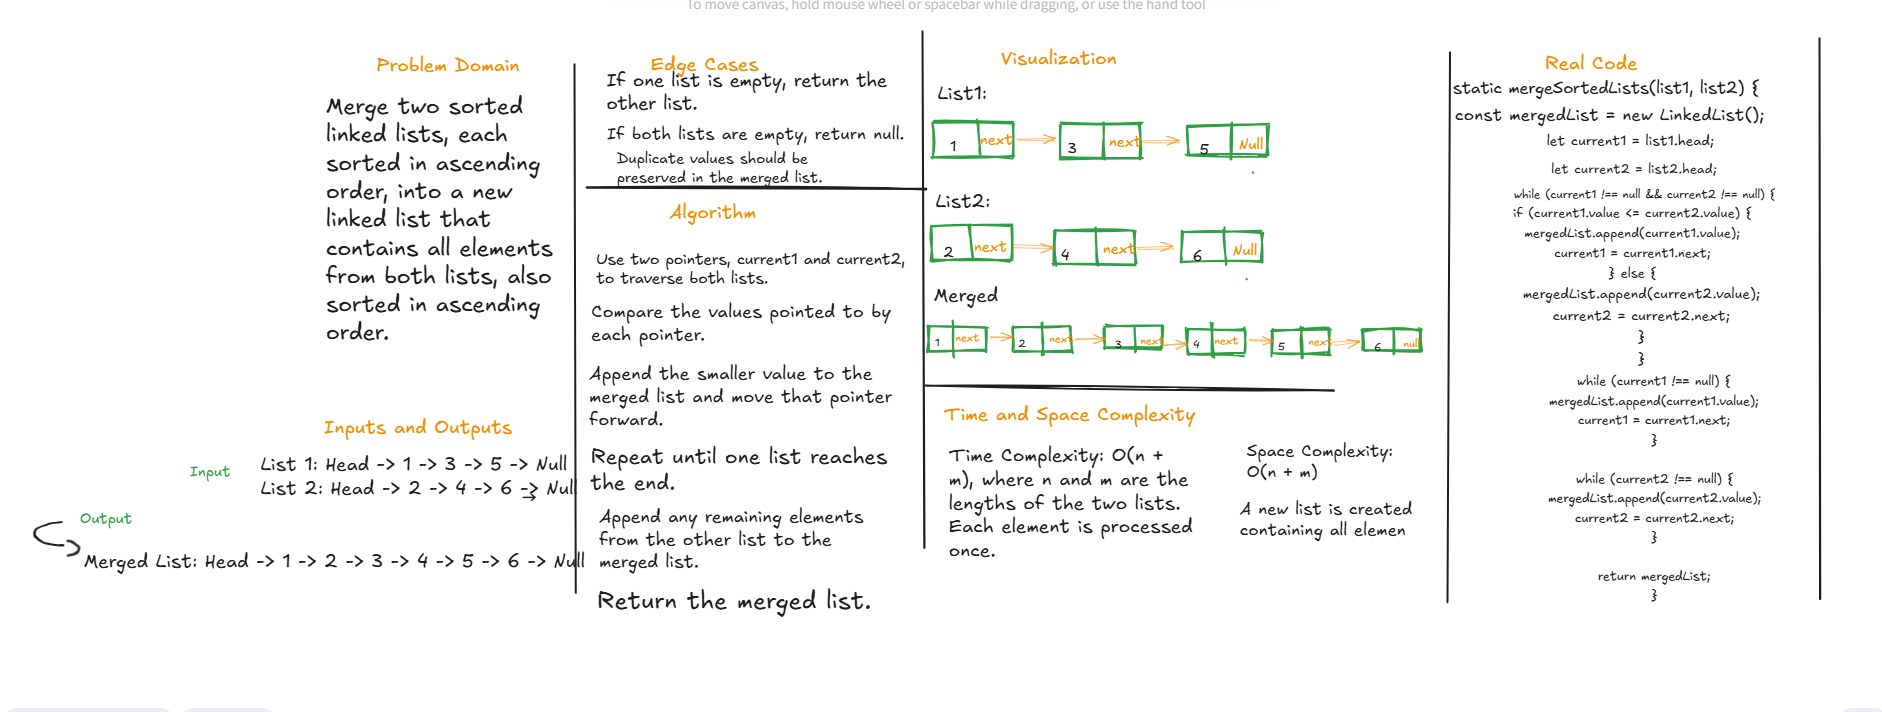 To move canvas, hold mouse wheel or spacebar while dragging, or use the hand tool
Problem Domain
Merge two sorted
linked lists, each
sorted in ascending
order, into a new
linked list that
contains all elements
from both lists, also
sorted in ascending
order.
Inputs and Outputs
Input
List 1: Head -> 1 -> 3 -> 5 -> Null
List 2: Head -> 2 -> 4 -> 6 -> Null
Output
Merged List: Head -> 1 -> 2 -> 3 -> 4 -> 5 -> 6 -> Null
Edge Cases
If one list is empty, return the
other list.
If both lists are empty, return null.
Duplicate values should be
preserved in the merged list.
Algorithm
Use two pointers, current1 and current2,
to traverse both lists.
Compare the values pointed to by
each pointer.
Append the smaller value to the
merged list and move that pointer
forward.
Repeat until one list reaches
the end.
Append any remaining elements
from the other list to the
merged list.
Return the merged list.
Visualization
List1:
1 next 3 next 5 Null
List2:
2 next 4 next 6 Null
Merged
1 next 2 next 3 next 4 next 5 next 6 null
Time and Space Complexity
Time Complexity: O(n +
m), where n and m are the
lengths of the two lists.
Each element is processed
once.
Space Complexity:
O(n + m)
A new list is created
containing all elemen
Real Code
static mergeSortedLists(list1, list2) {
const mergedList = new LinkedList();
let current1 = list1.head;
let current2 = list2.head;
while (current1 !== null && current2 !== null) {
if (current1.value <= current2.value) {
mergedList.append(current1.value);
current1 = current1.next;
} else {
mergedList.append(current2.value);
current2 = current2.next;
}
}
while (current1 !== null) {
mergedList.append(current1.value);
current1 = current1.next;
}
while (current2 !== null) {
mergedList.append(current2.value);
current2 = current2.next;
}
return mergedList;
}